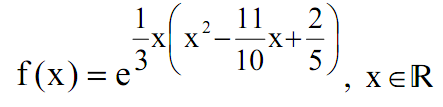 f(x) = e^{\frac{1}{3}x\left(x^2-\frac{11}{10}x+\frac{2}{5}\right)}, x∈ℝ